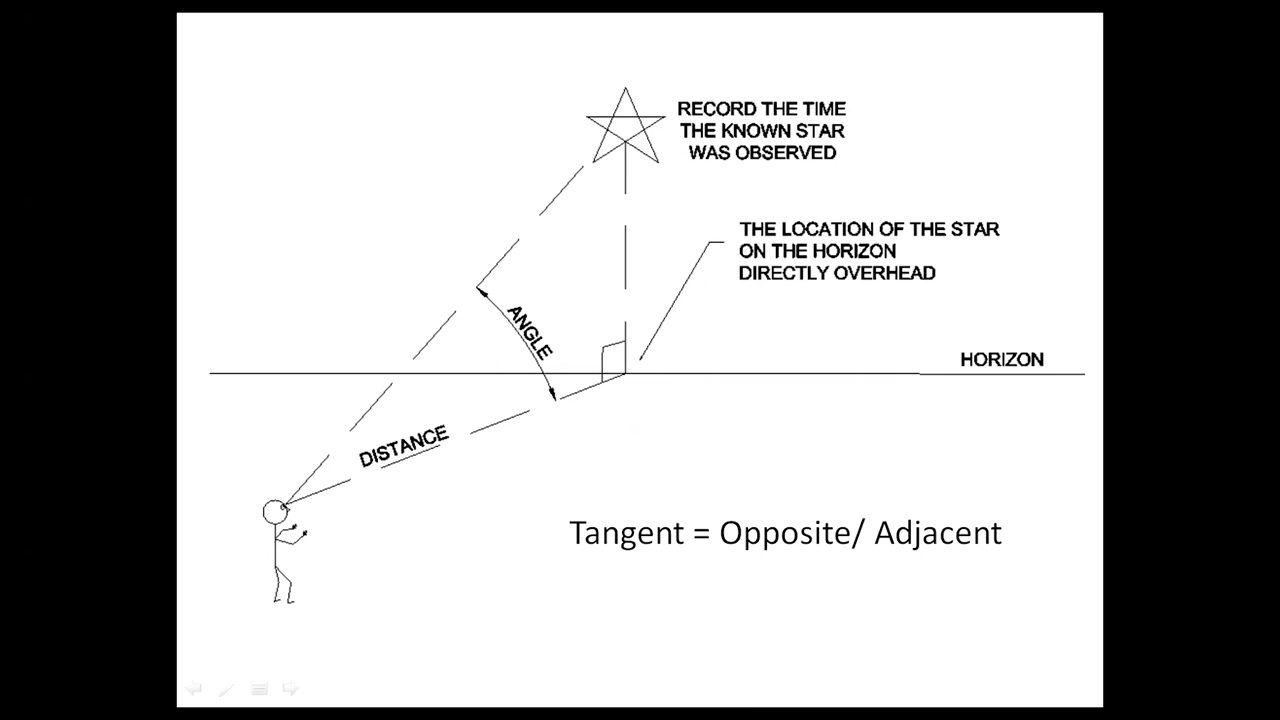 RECORD THE TIME
THE KNOWN STAR
WAS OBSERVED
THE LOCATION OF THE STAR
ON THE HORIZON
DIRECTLY OVERHEAD
ANGLE
HORIZON
DISTANCE
Tangent = Opposite/ Adjacent